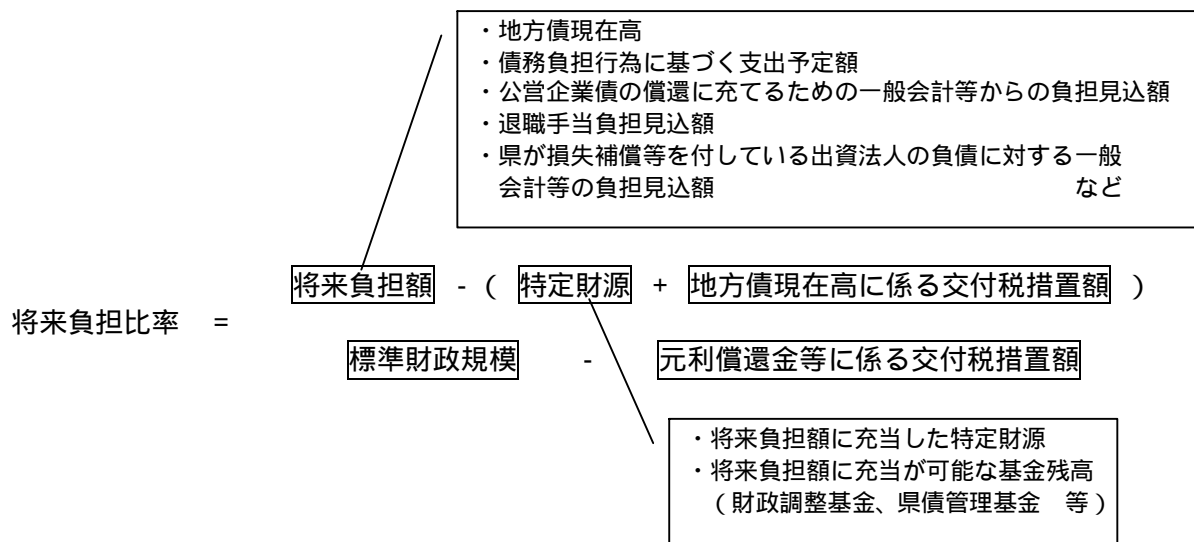 ・地方債現在高
・債務負担行為に基づく支出予定額
・公営企業債の償還に充てるための一般会計等からの負担見込額
・退職手当負担見込額
・県が損失補償等を付している出資法人の負債に対する一般
会計等の負担見込額 など
将来負担額 - ( 特定財源 + 地方債現在高に係る交付税措置額 )
将来負担比率 =
標準財政規模 - 元利償還金等に係る交付税措置額
・将来負担額に充当した特定財源
・将来負担額に充当が可能な基金残高
(財政調整基金、県債管理基金 等)